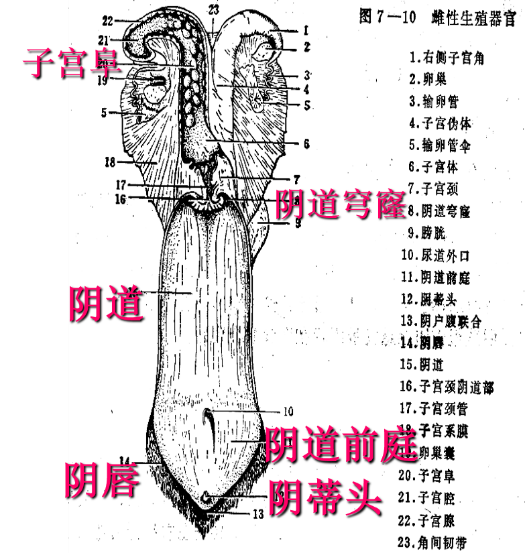 图7—10 雌性生殖器官
1.右侧子宫角
2.卵巢
3.输卵管
4.子宫伪体
5.输卵管伞
6.子宫体
7.子宫颈
8.阴道穹窿
9.膀胱
10.尿道外口
11.阴道前庭
12.阴蒂头
13.阴户腹联合
14.阴唇
15.阴道
16.子宫颈阴道部
17.子宫颈管
18.子宫系膜
19.卵巢囊
20.子宫阜
21.子宫腔
22.子宫腺
23.角间韧带
22
23
21
1
子宫阜
20
2
19
3
4
5
5
6
18
7
17
16
8
阴道穹窿
9
阴道
10
阴道前庭
14
阴唇
阴蒂头
13